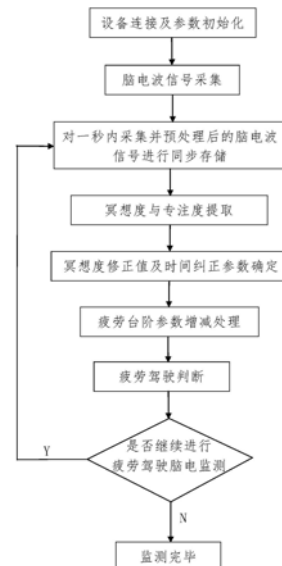 设备连接及参数初始化
脑电波信号采集
对一秒内采集并预处理后的脑电波
信号进行同步存储
冥想度与专注度提取
冥想度修正值及时间纠正参数确定
疲劳台阶参数增减处理
疲劳驾驶判断
是否继续进行
疲劳驾驶脑电监测
Y
N
监测完毕